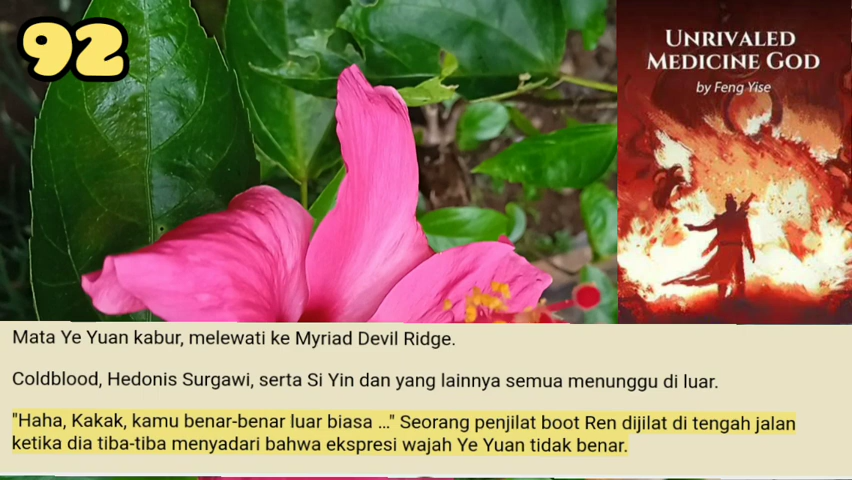 92
UNRIVALED
MEDICINE GOD
by Feng Yise
Mata Ye Yuan kabur, melewati ke Myriad Devil Ridge.
Coldblood, Hedonis Surgawi, serta Si Yin dan yang lainnya semua menunggu di luar.
"Haha, Kakak, kamu benar-benar luar biasa ..." Seorang penjilat boot Ren dijilat di tengah jalan
ketika dia tiba-tiba menyadari bahwa ekspresi wajah Ye Yuan tidak benar.